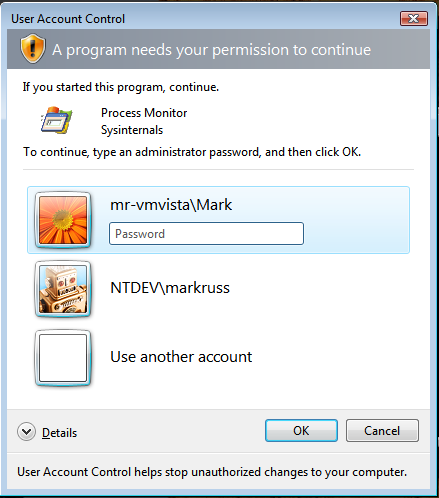 User Account Control
A program needs your permission to continue
If you started this program, continue.
Process Monitor
Sysinternals
To continue, type an administrator password, and then click OK.
mr-vmvista\Mark
Password
NTDEV\markruss
Use another account
Details
OK
Cancel
User Account Control helps stop unauthorized changes to your computer.